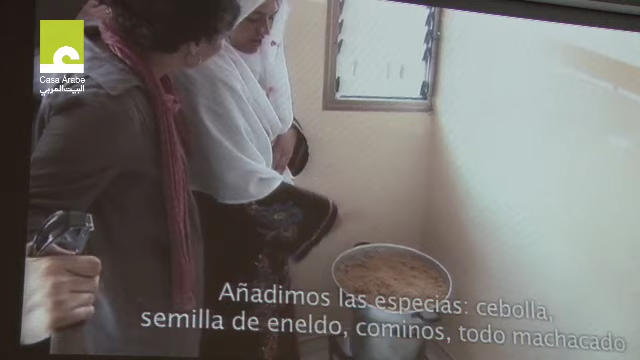 Casa Árabe
البيت العربي
Añadimos las especias: cebolla,
semilla de eneldo, cominos, todo machacado